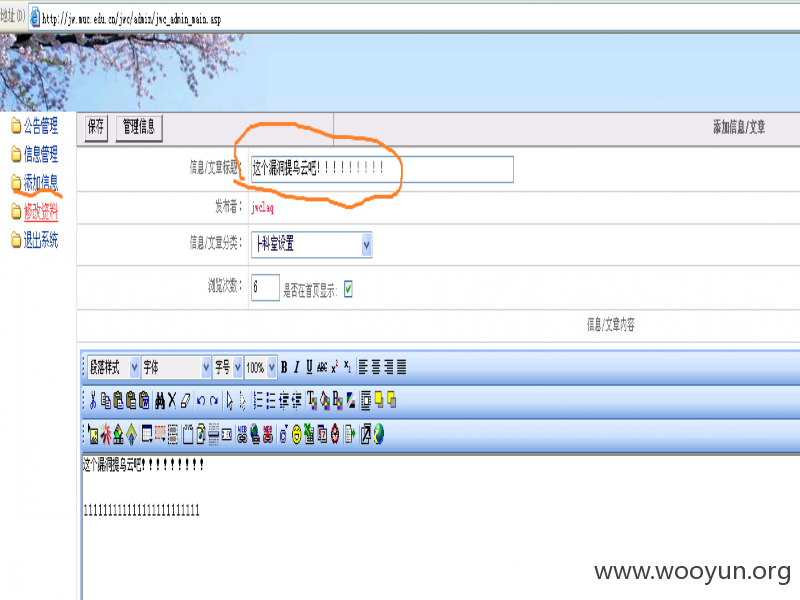 地址(D) http://jw.muc.edu.cn/jwc/admin/jwc_admin_main.asp
公告管理
信息管理
添加信息
修改资料
退出系统
保存 管理信息 添加信息/文章
信息/文章标题: 这个漏洞提乌云吧!!!!!!!!!
发布者: jwclaq
信息/文章分类: ├科室设置
浏览次数: 6 是否在首页显示:
信息/文章内容
段落样式 字体 字号 100% B I U ABC x² x₂
这个漏洞提乌云吧!!!!!!!!!
11111111111111111111111
www.wooyun.org